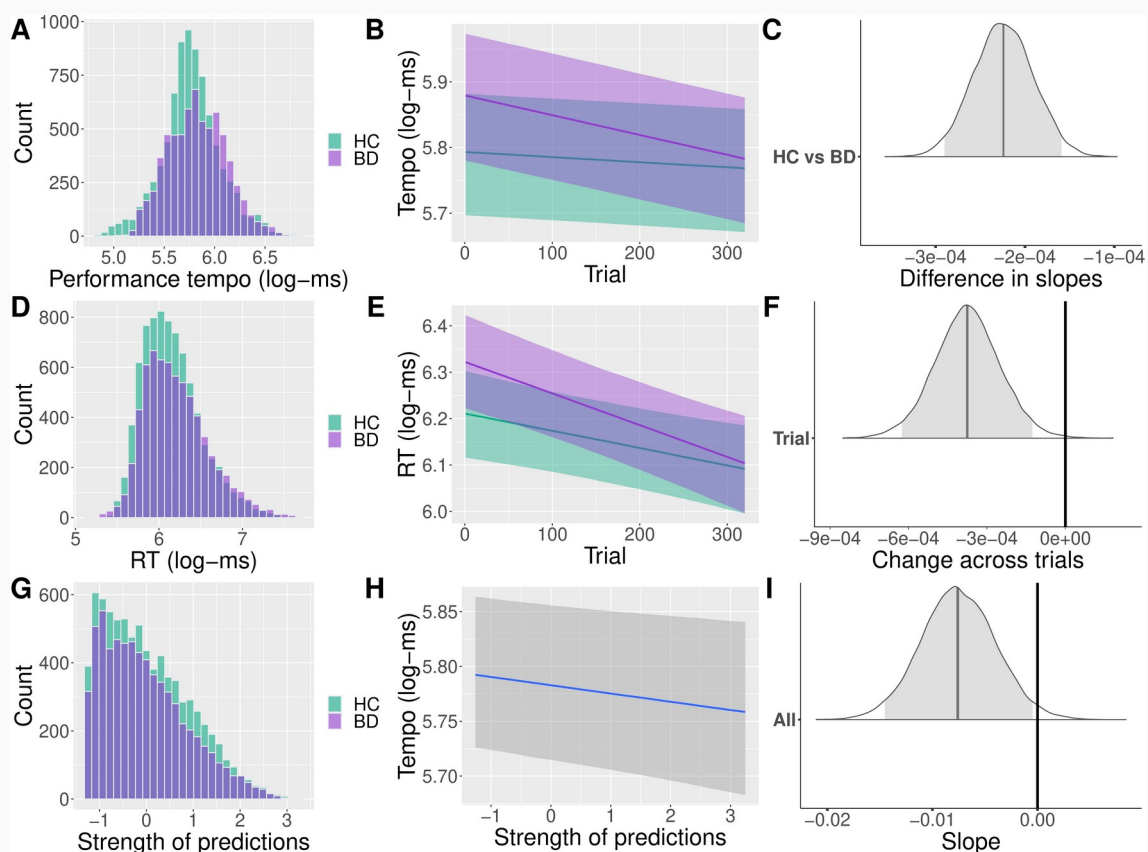 A
1000
750
500
250
0
Count
5.0 5.5 6.0 6.5
Performance tempo (log−ms)
HC
BD
B
5.9
5.8
5.7
Tempo (log−ms)
0 100 200 300
Trial
C
HC vs BD
−3e−04 −2e−04 −1e−04
Difference in slopes
D
800
600
400
200
0
Count
5 6 7
RT (log−ms)
HC
BD
E
6.4
6.3
6.2
6.1
6.0
RT (log−ms)
0 100 200 300
Trial
F
Trial
−9e−04 −6e−04 −3e−04 0e+00
Change across trials
G
600
400
200
0
Count
−1 0 1 2 3
Strength of predictions
HC
BD
H
5.85
5.80
5.75
5.70
Tempo (log−ms)
−1 0 1 2 3
Strength of predictions
I
All
−0.02 −0.01 0.00
Slope